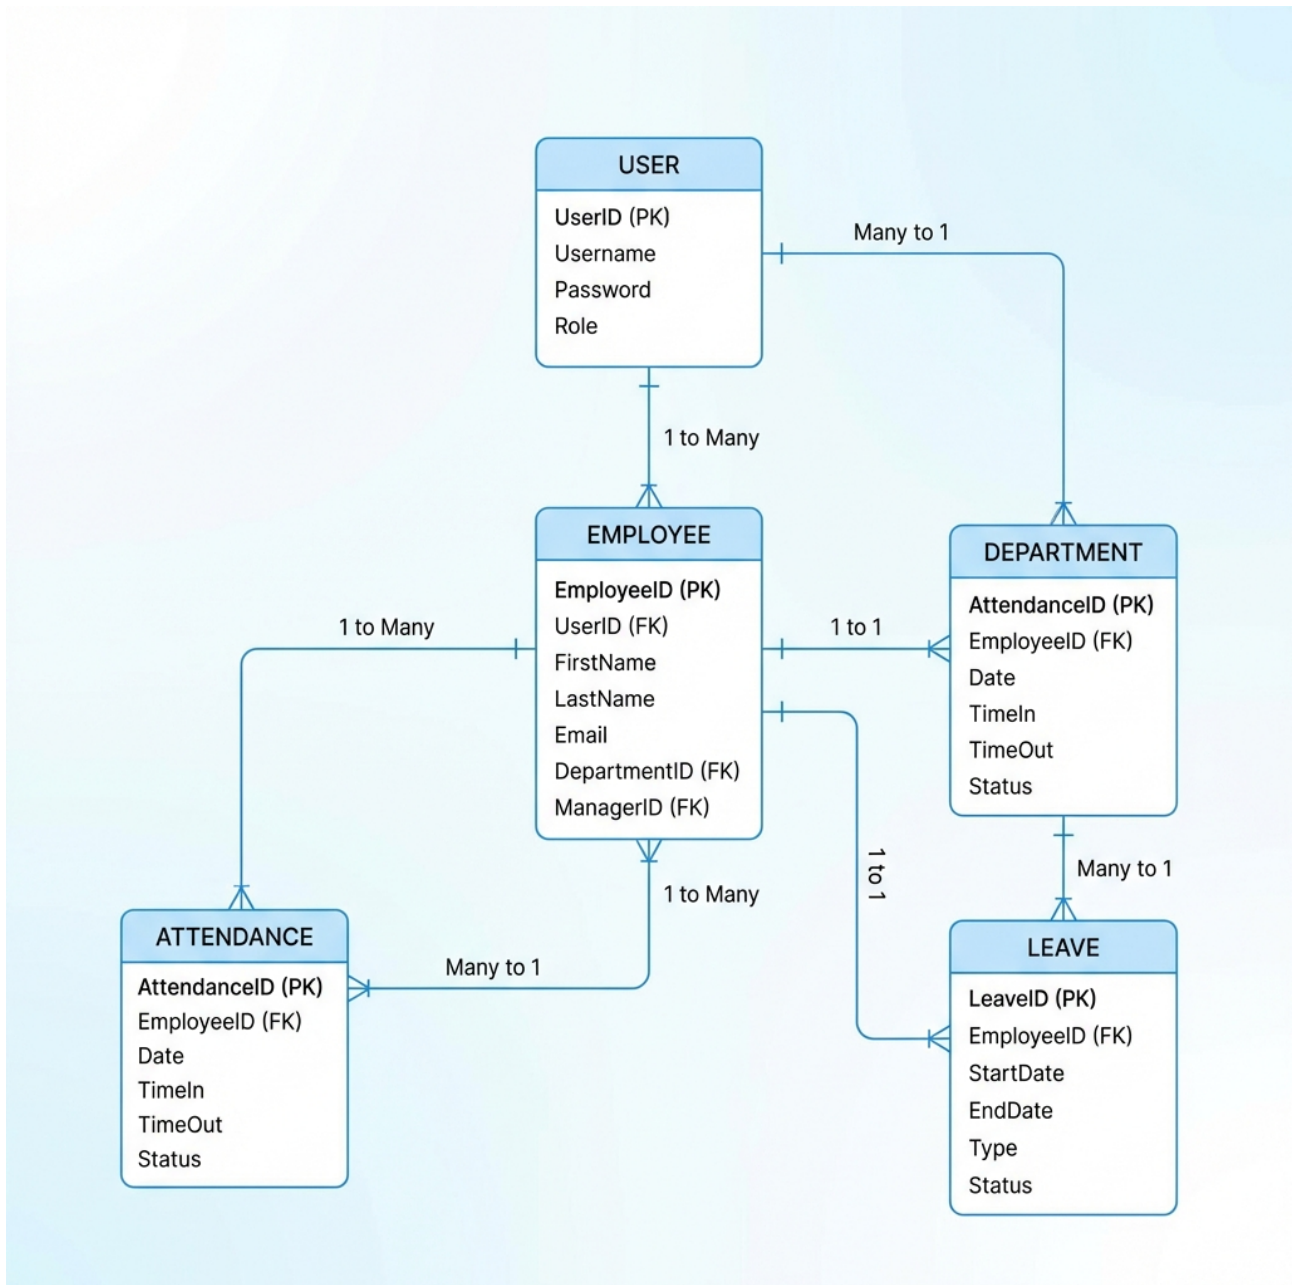 USER
UserID (PK)
Username
Password
Role
Many to 1
1 to Many
EMPLOYEE
EmployeeID (PK)
UserID (FK)
FirstName
LastName
Email
DepartmentID (FK)
ManagerID (FK)
1 to Many
1 to 1
DEPARTMENT
AttendanceID (PK)
EmployeeID (FK)
Date
TimeIn
TimeOut
Status
1 to 1
Many to 1
1 to Many
Many to 1
ATTENDANCE
AttendanceID (PK)
EmployeeID (FK)
Date
TimeIn
TimeOut
Status
LEAVE
LeaveID (PK)
EmployeeID (FK)
StartDate
EndDate
Type
Status